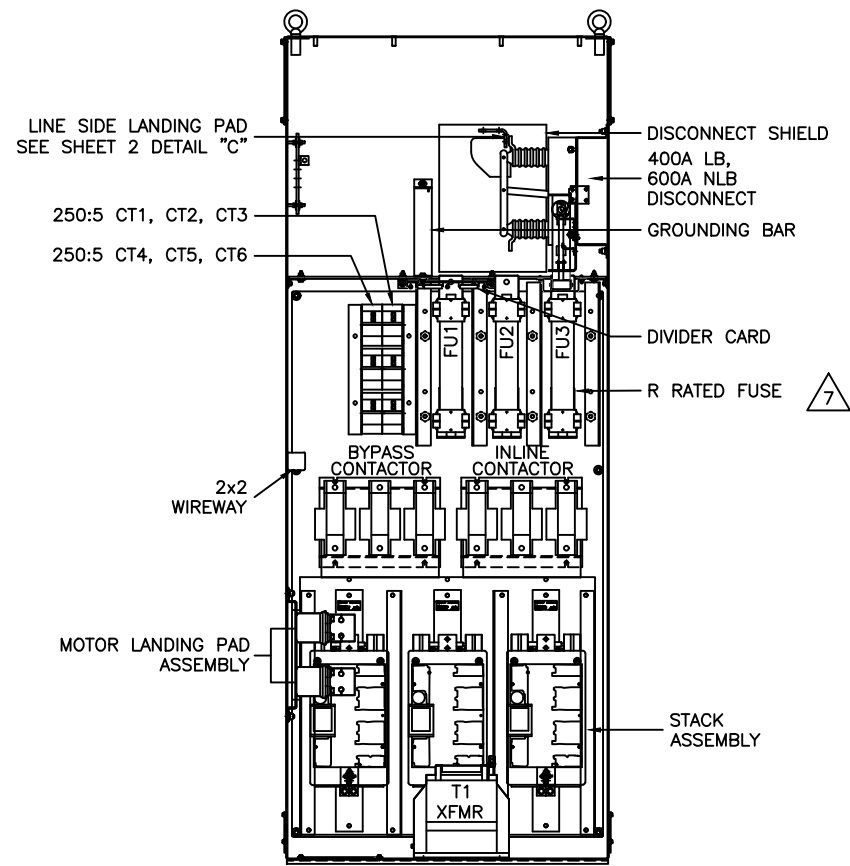 LINE SIDE LANDING PAD
SEE SHEET 2 DETAIL "C"
250:5 CT1, CT2, CT3
250:5 CT4, CT5, CT6
DISCONNECT SHIELD
400A LB,
600A NLB
DISCONNECT
GROUNDING BAR
FU1
FU2
FU3
DIVIDER CARD
R RATED FUSE
7
BYPASS
CONTACTOR
INLINE
CONTACTOR
2x2
WIREWAY
MOTOR LANDING PAD
ASSEMBLY
STACK
ASSEMBLY
T1
XFMR